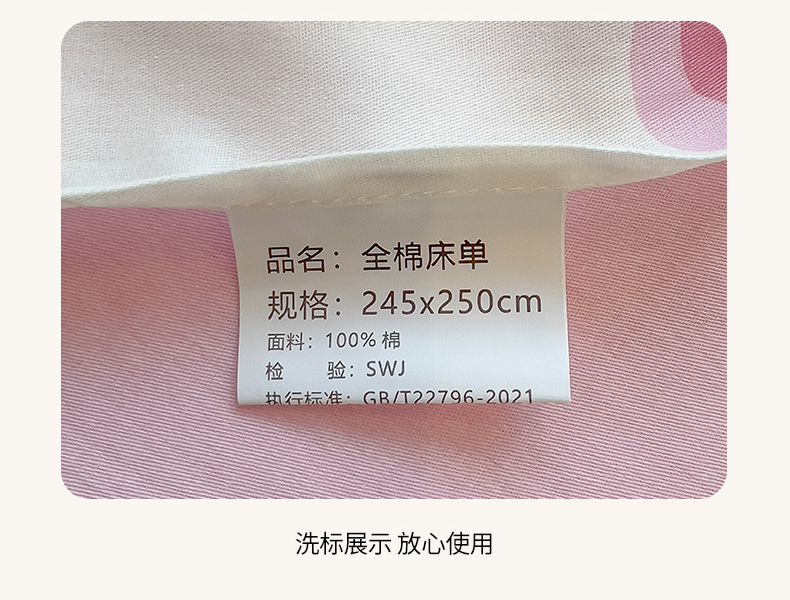 品名：全棉床单
规格：245x250cm
面料：100% 棉
检 验：SWJ
执行标准：GB/T22796-2021
洗标展示 放心使用